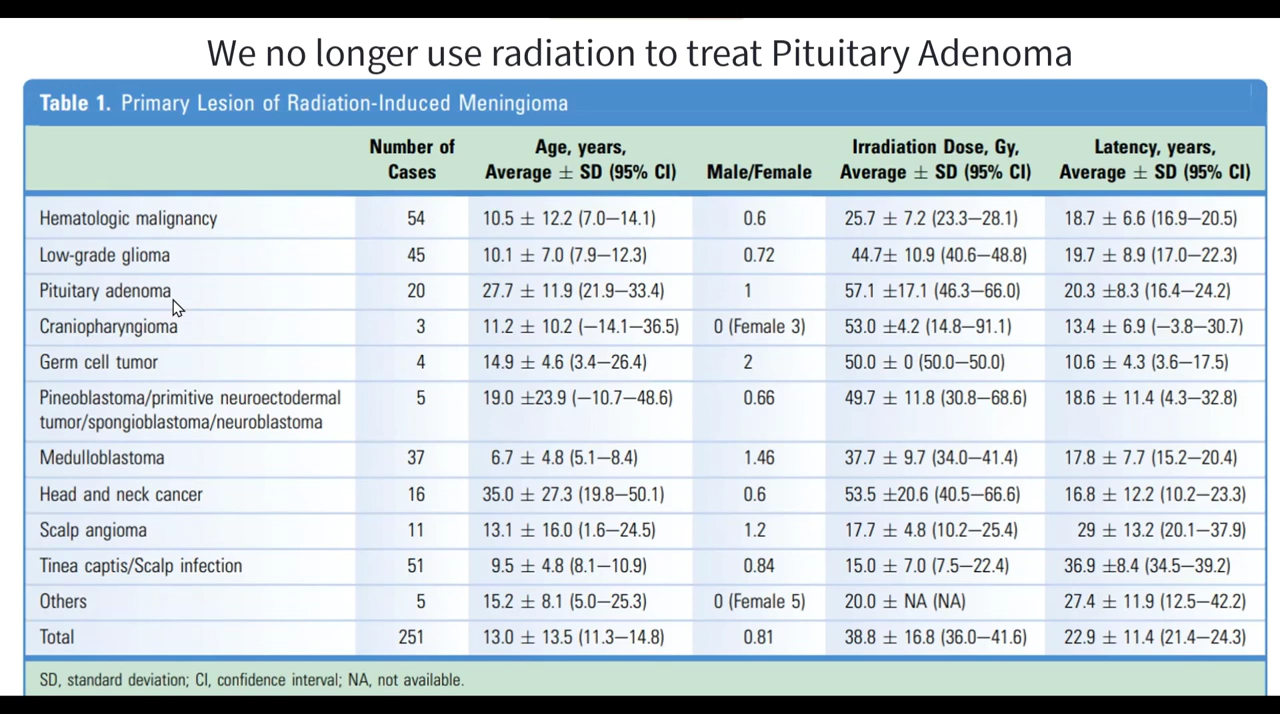 We no longer use radiation to treat Pituitary Adenoma
Table 1. Primary Lesion of Radiation-Induced Meningioma
Number of Cases Age, years, Average ± SD (95% CI) Male/Female Irradiation Dose, Gy, Average ± SD (95% CI) Latency, years, Average ± SD (95% CI)
Hematologic malignancy 54 10.5 ± 12.2 (7.0–14.1) 0.6 25.7 ± 7.2 (23.3–28.1) 18.7 ± 6.6 (16.9–20.5)
Low-grade glioma 45 10.1 ± 7.0 (7.9–12.3) 0.72 44.7± 10.9 (40.6–48.8) 19.7 ± 8.9 (17.0–22.3)
Pituitary adenoma 20 27.7 ± 11.9 (21.9–33.4) 1 57.1 ±17.1 (46.3–66.0) 20.3 ±8.3 (16.4–24.2)
Craniopharyngioma 3 11.2 ± 10.2 (−14.1–36.5) 0 (Female 3) 53.0 ±4.2 (14.8–91.1) 13.4 ± 6.9 (−3.8–30.7)
Germ cell tumor 4 14.9 ± 4.6 (3.4–26.4) 2 50.0 ± 0 (50.0–50.0) 10.6 ± 4.3 (3.6–17.5)
Pineoblastoma/primitive neuroectodermal 5 19.0 ±23.9 (−10.7–48.6) 0.66 49.7 ± 11.8 (30.8–68.6) 18.6 ± 11.4 (4.3–32.8)
tumor/spongioblastoma/neuroblastoma
Medulloblastoma 37 6.7 ± 4.8 (5.1–8.4) 1.46 37.7 ± 9.7 (34.0–41.4) 17.8 ± 7.7 (15.2–20.4)
Head and neck cancer 16 35.0 ± 27.3 (19.8–50.1) 0.6 53.5 ±20.6 (40.5–66.6) 16.8 ± 12.2 (10.2–23.3)
Scalp angioma 11 13.1 ± 16.0 (1.6–24.5) 1.2 17.7 ± 4.8 (10.2–25.4) 29 ± 13.2 (20.1–37.9)
Tinea captis/Scalp infection 51 9.5 ± 4.8 (8.1–10.9) 0.84 15.0 ± 7.0 (7.5–22.4) 36.9 ±8.4 (34.5–39.2)
Others 5 15.2 ± 8.1 (5.0–25.3) 0 (Female 5) 20.0 ± NA (NA) 27.4 ± 11.9 (12.5–42.2)
Total 251 13.0 ± 13.5 (11.3–14.8) 0.81 38.8 ± 16.8 (36.0–41.6) 22.9 ± 11.4 (21.4–24.3)
SD, standard deviation; CI, confidence interval; NA, not available.